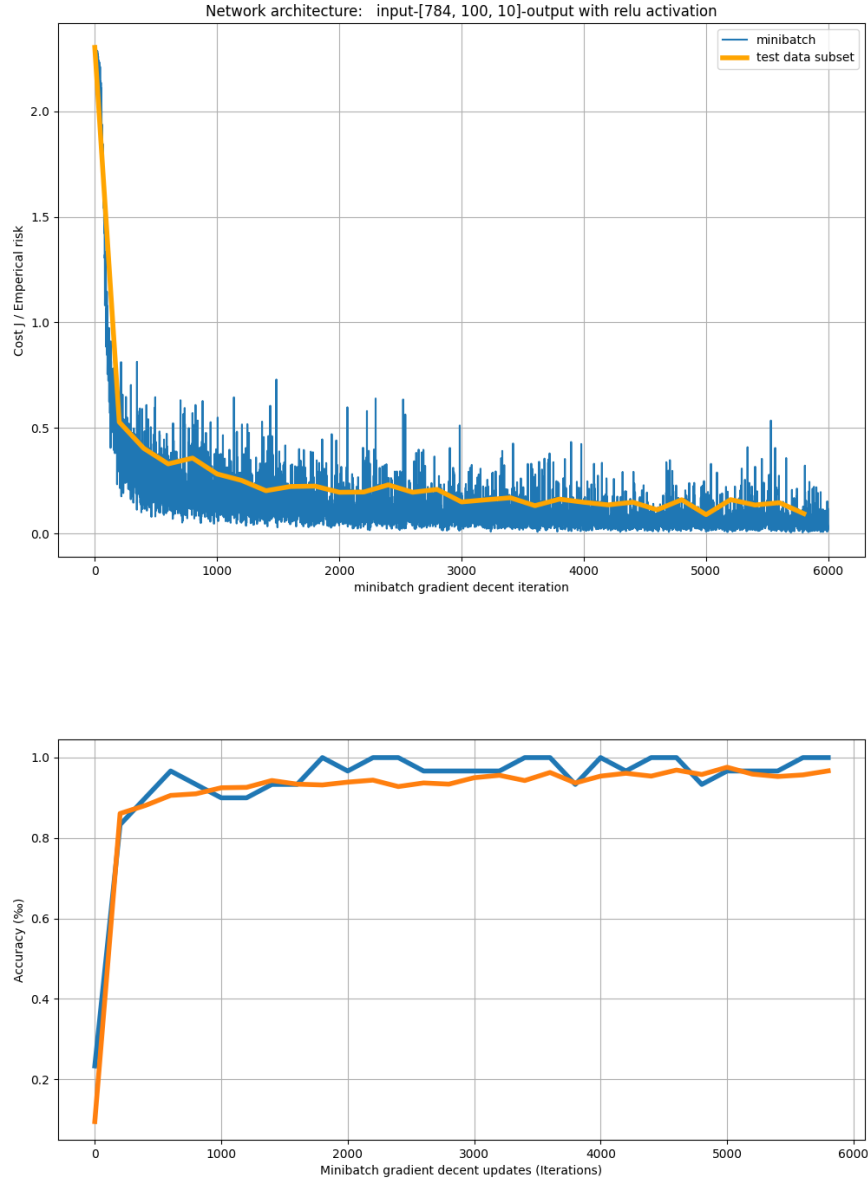 Network architecture:   input-[784, 100, 10]-output with relu activation
minibatch
test data subset
2.0
1.5
1.0
0.5
0.0
Cost J / Emperical risk
0 1000 2000 3000 4000 5000 6000
minibatch gradient decent iteration
1.0
0.8
0.6
0.4
0.2
Accuracy (‰)
0 1000 2000 3000 4000 5000 6000
Minibatch gradient decent updates (Iterations)